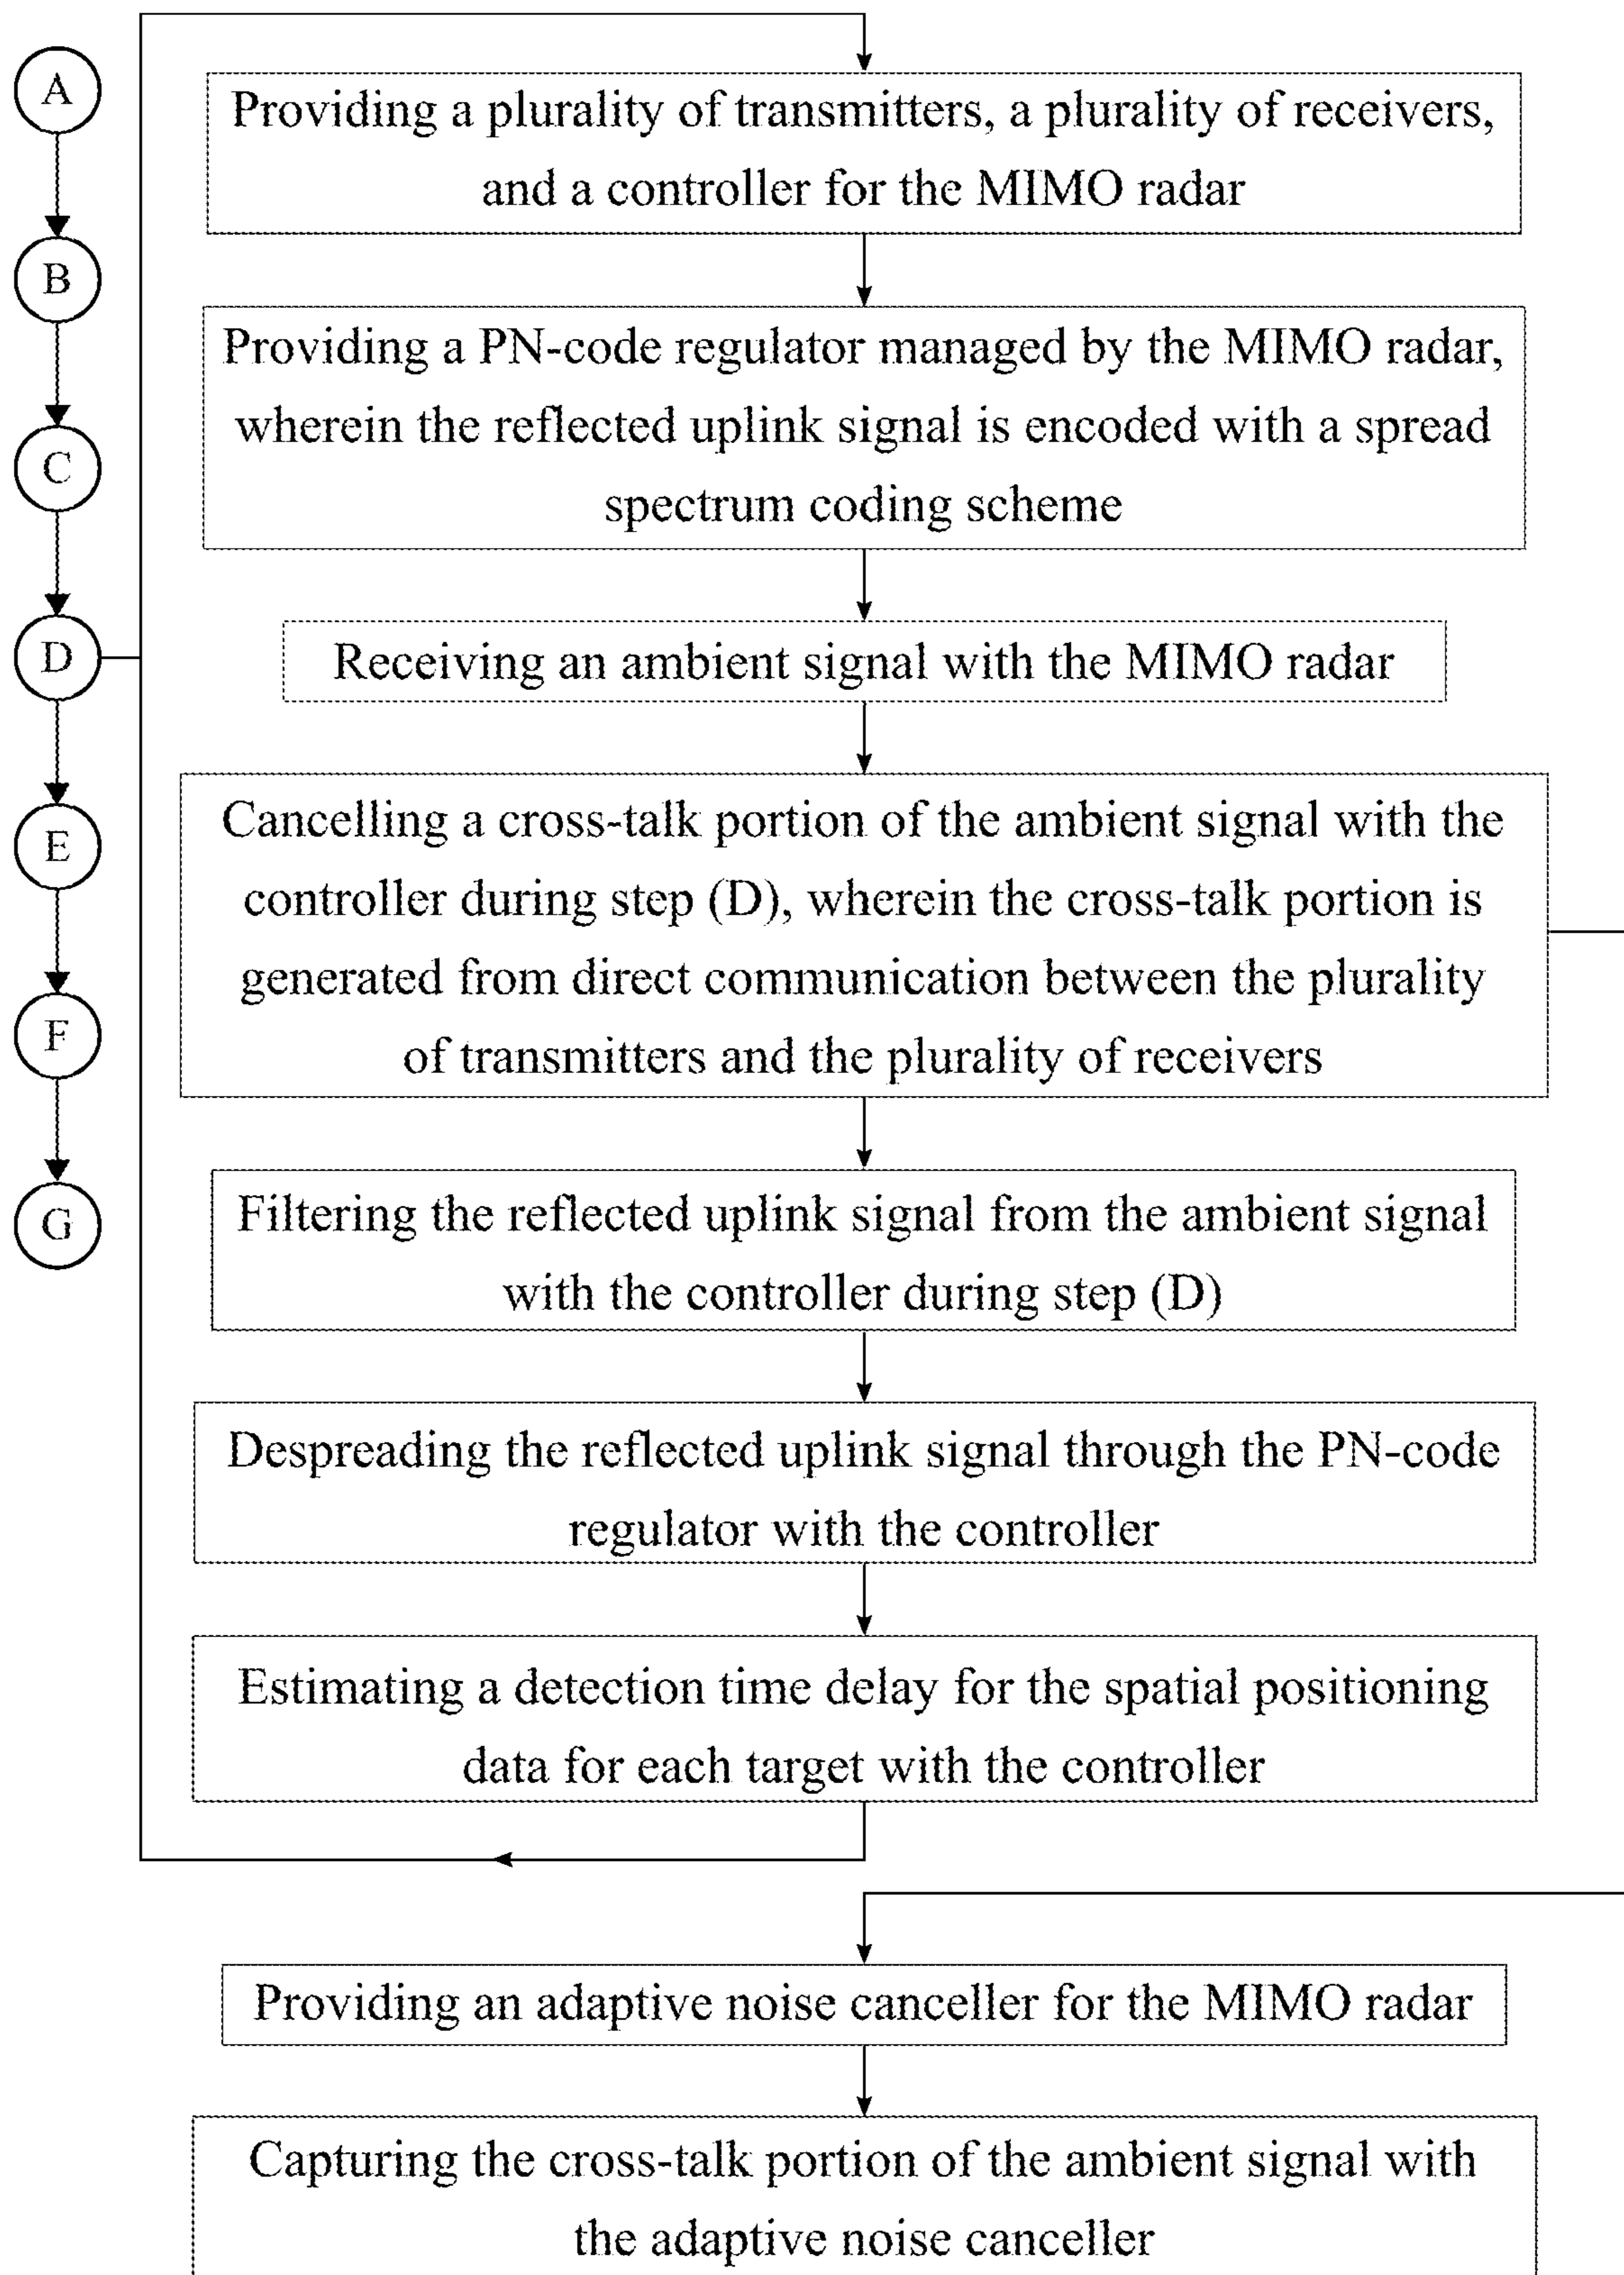 A
B
C
D
E
F
G
Providing a plurality of transmitters, a plurality of receivers,
and a controller for the MIMO radar
Providing a PN-code regulator managed by the MIMO radar,
wherein the reflected uplink signal is encoded with a spread
spectrum coding scheme
Receiving an ambient signal with the MIMO radar
Cancelling a cross-talk portion of the ambient signal with the
controller during step (D), wherein the cross-talk portion is
generated from direct communication between the plurality
of transmitters and the plurality of receivers
Filtering the reflected uplink signal from the ambient signal
with the controller during step (D)
Despreading the reflected uplink signal through the PN-code
regulator with the controller
Estimating a detection time delay for the spatial positioning
data for each target with the controller
Providing an adaptive noise canceller for the MIMO radar
Capturing the cross-talk portion of the ambient signal with
the adaptive noise canceller